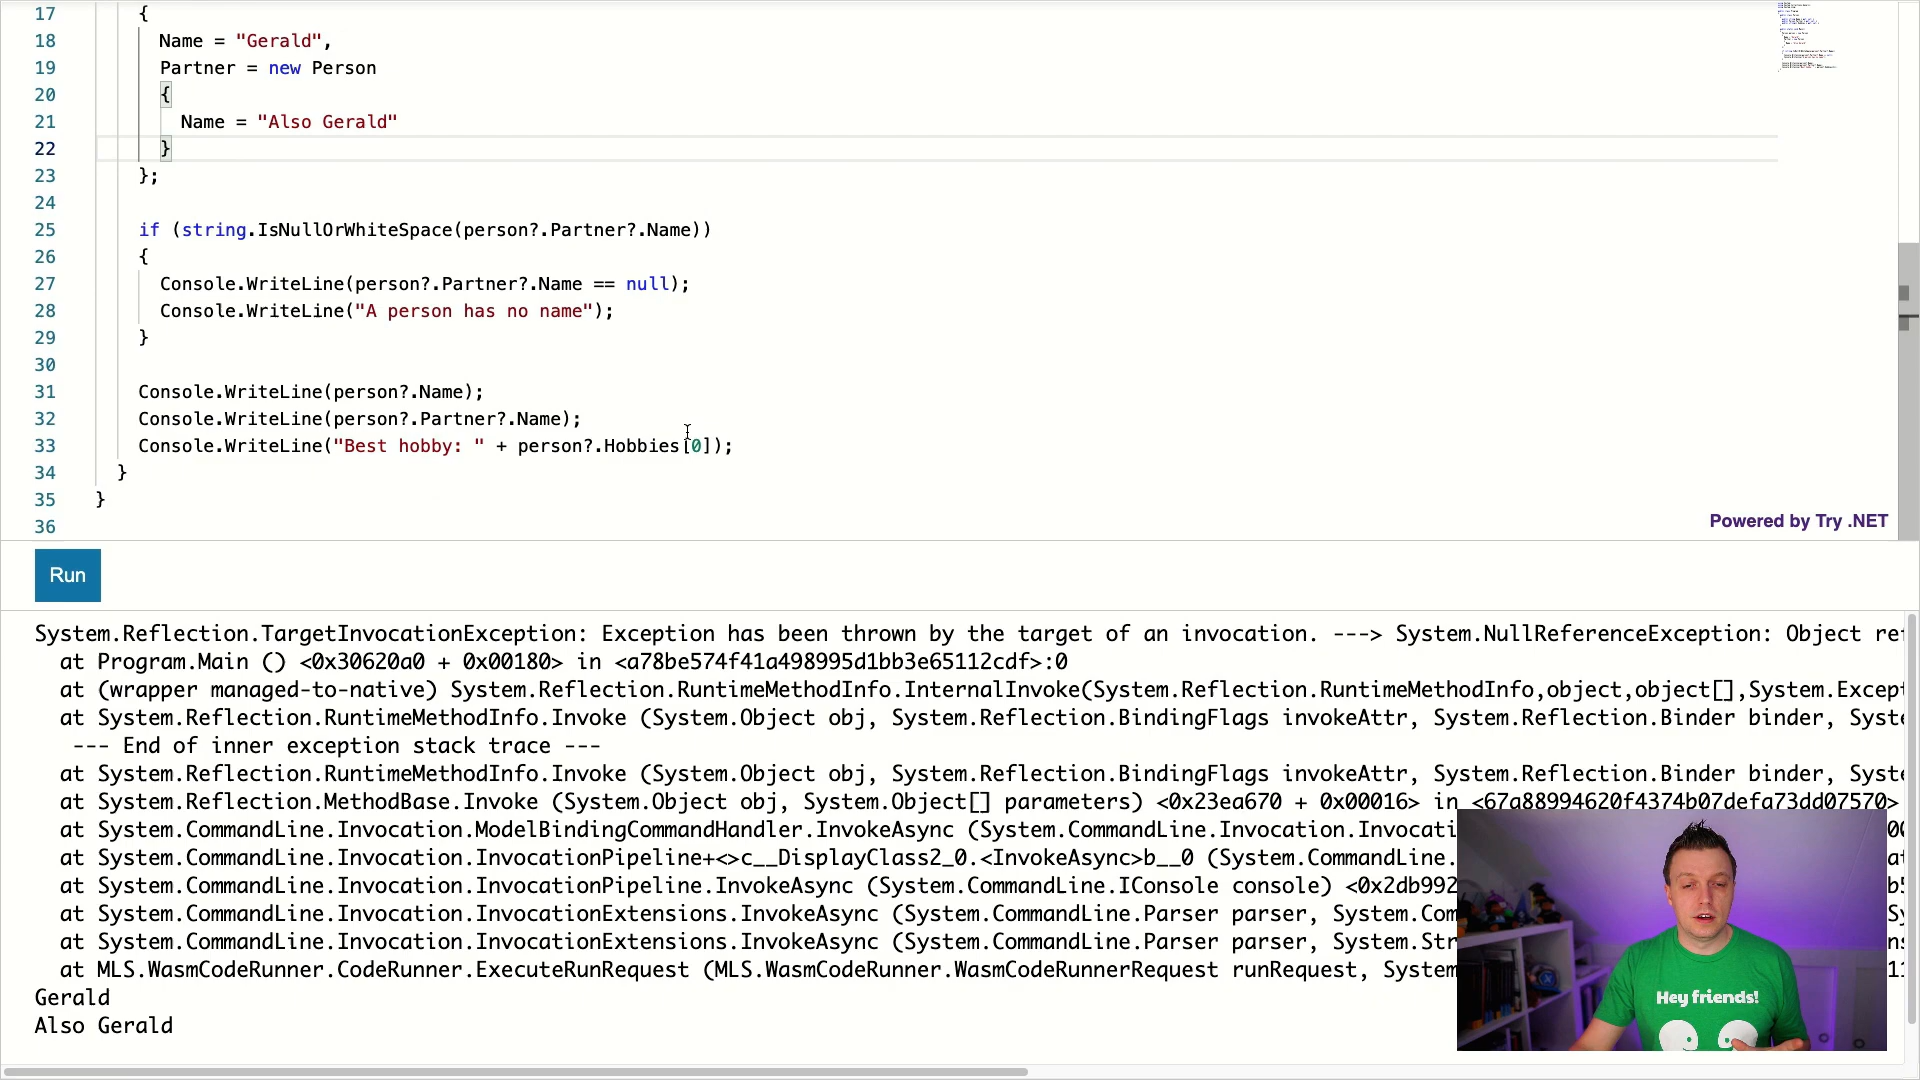 17 {
18 Name = "Gerald",
19 Partner = new Person
20 {
21 Name = "Also Gerald"
22 }
23 };
24
25 if (string.IsNullOrWhiteSpace(person?.Partner?.Name))
26 {
27 Console.WriteLine(person?.Partner?.Name == null);
28 Console.WriteLine("A person has no name");
29 }
30
31 Console.WriteLine(person?.Name);
32 Console.WriteLine(person?.Partner?.Name);
33 Console.WriteLine("Best hobby: " + person?.Hobbies[0]);
34 }
35 }
36
Powered by Try .NET
Run
System.Reflection.TargetInvocationException: Exception has been thrown by the target of an invocation. ---> System.NullReferenceException: Object ref
at Program.Main () <0x30620a0 + 0x00180> in <a78be574f41a498995d1bb3e65112cdf>:0
at (wrapper managed-to-native) System.Reflection.RuntimeMethodInfo.InternalInvoke(System.Reflection.RuntimeMethodInfo,object,object[],System.Except
at System.Reflection.RuntimeMethodInfo.Invoke (System.Object obj, System.Reflection.BindingFlags invokeAttr, System.Reflection.Binder binder, Syste
--- End of inner exception stack trace ---
at System.Reflection.RuntimeMethodInfo.Invoke (System.Object obj, System.Reflection.BindingFlags invokeAttr, System.Reflection.Binder binder, Syste
at System.Reflection.MethodBase.Invoke (System.Object obj, System.Object[] parameters) <0x23ea670 + 0x00016> in <67a88994620f4374b07defa73dd07570>
at System.CommandLine.Invocation.ModelBindingCommandHandler.InvokeAsync (System.CommandLine.Invocation.Invocati
at System.CommandLine.Invocation.InvocationPipeline+<>c__DisplayClass2_0.<InvokeAsync>b__0 (System.CommandLine.
at System.CommandLine.Invocation.InvocationPipeline.InvokeAsync (System.CommandLine.IConsole console) <0x2db992
at System.CommandLine.Invocation.InvocationExtensions.InvokeAsync (System.CommandLine.Parser parser, System.Com
at System.CommandLine.Invocation.InvocationExtensions.InvokeAsync (System.CommandLine.Parser parser, System.Str
at MLS.WasmCodeRunner.CodeRunner.ExecuteRunRequest (MLS.WasmCodeRunner.WasmCodeRunnerRequest runRequest, System
Gerald
Also Gerald
Hey friends!